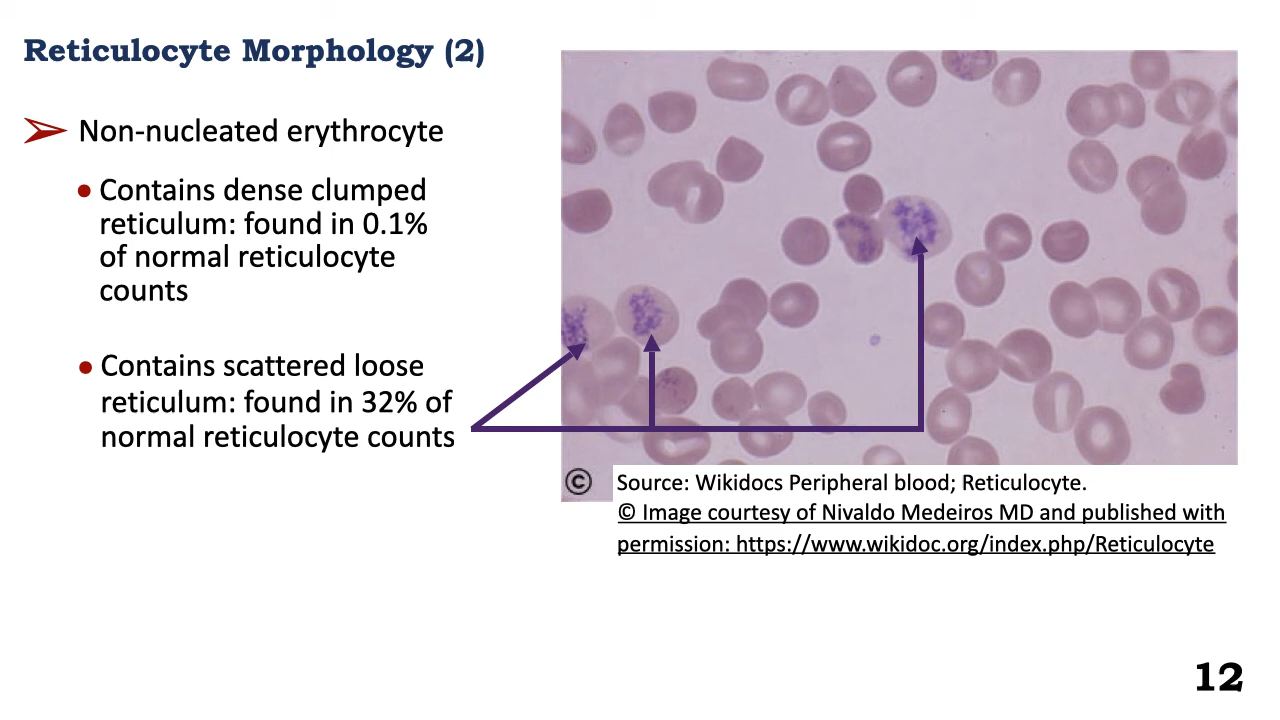 Reticulocyte Morphology (2)
Non-nucleated erythrocyte
Contains dense clumped
reticulum: found in 0.1%
of normal reticulocyte
counts
Contains scattered loose
reticulum: found in 32% of
normal reticulocyte counts
©
Source: Wikidocs Peripheral blood; Reticulocyte.
© Image courtesy of Nivaldo Medeiros MD and published with
permission: https://www.wikidoc.org/index.php/Reticulocyte
12